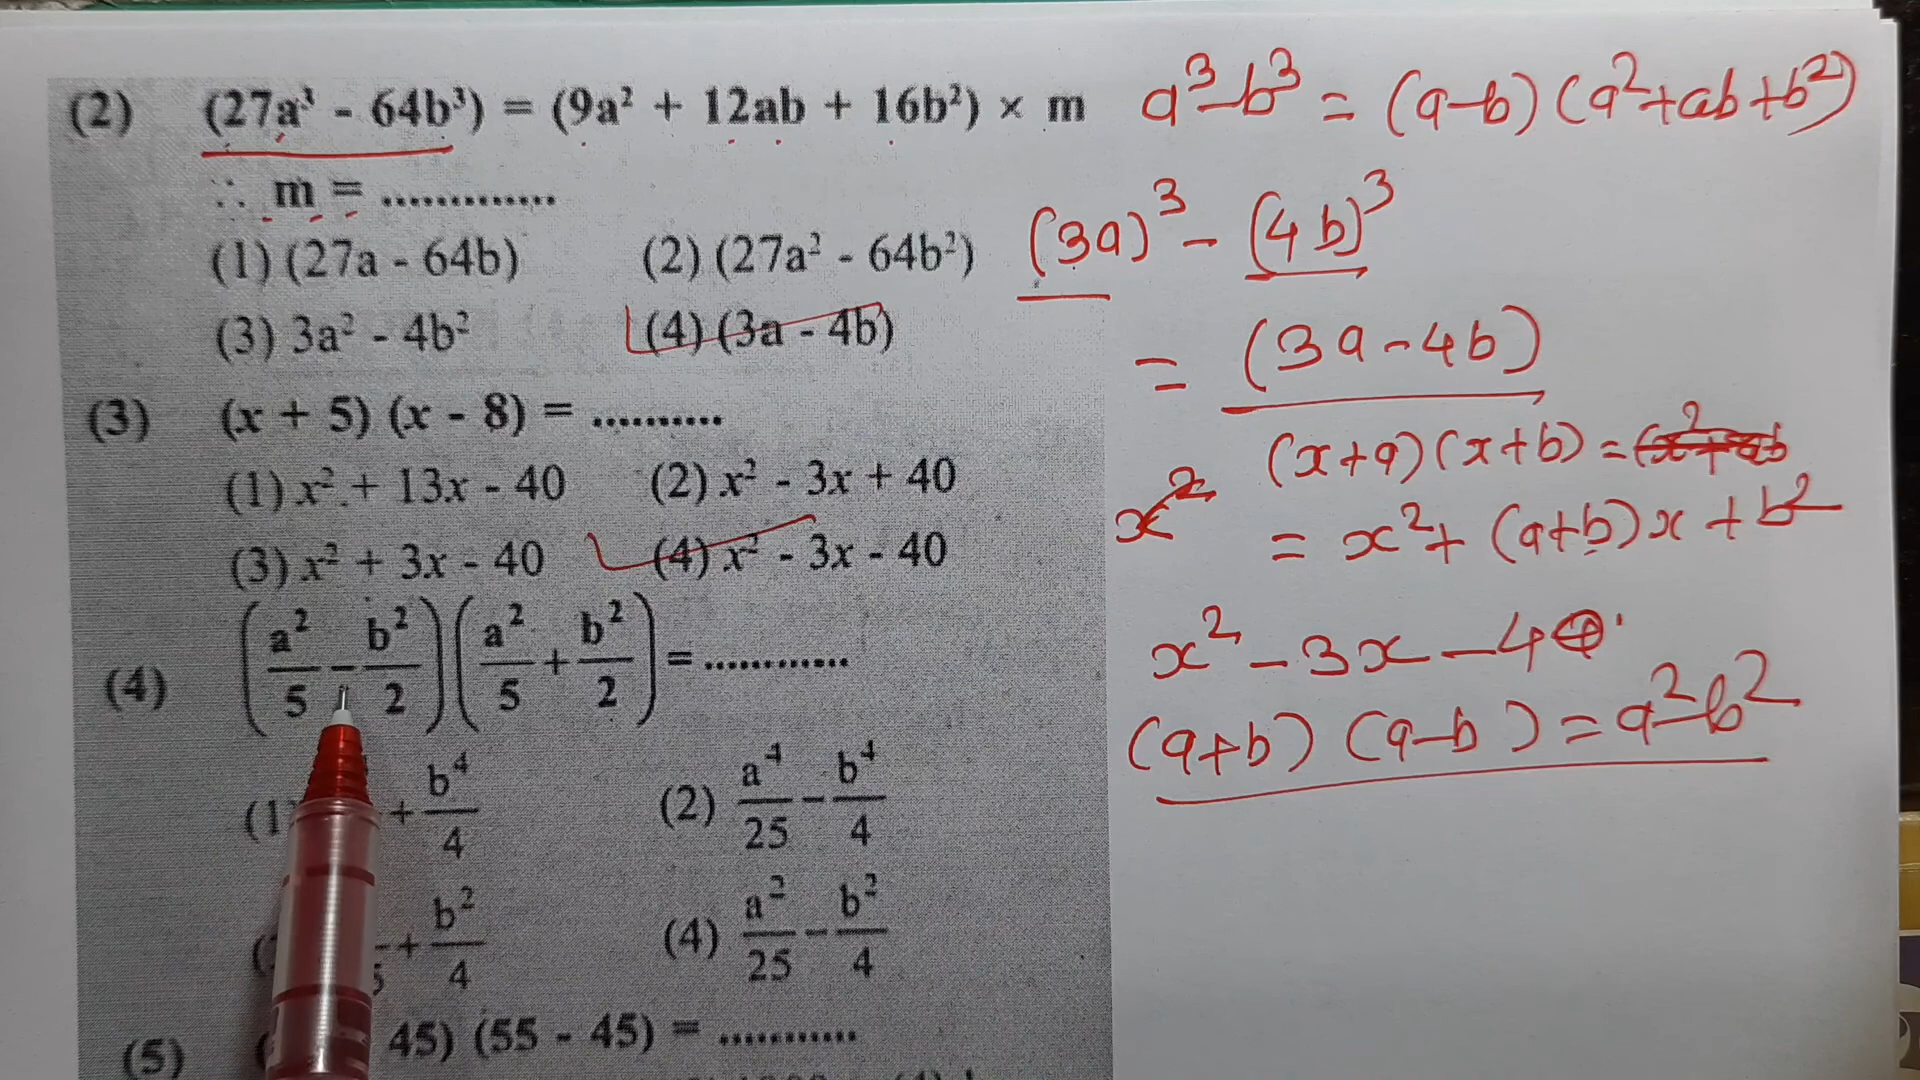 (2) (27a³ - 64b³) = (9a² + 12ab + 16b²) × m
∴ m = .............
(1) (27a - 64b) (2) (27a² - 64b²)
(3) 3a² - 4b² (4) (3a - 4b)
(3) (x + 5) (x - 8) = ..........
(1) x² + 13x - 40 (2) x² - 3x + 40
(3) x² + 3x - 40 (4) x² - 3x - 40
(4) (a²/5 - b²/2) (a²/5 + b²/2) = ............
(1) + b⁴/4 (2) a⁴/25 - b⁴/4
+ b²/4 (4) a²/25 - b²/4
(5) 45) (55 - 45) = ...........
a³-b³ = (a-b) (a²+ab+b²)
(3a)³ - (4b)³
= (3a-4b)
(x+a) (x+b) =
x²
= x²+ (a+b)x + b²
x² - 3x - 40
(a+b) (a-b) = a²-b²